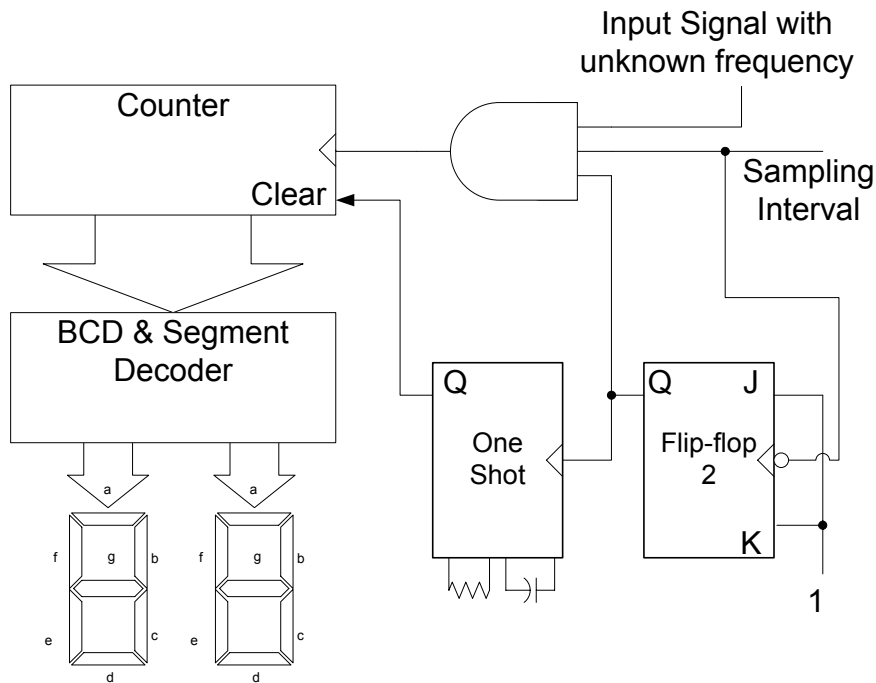 Input Signal with
unknown frequency
Counter
Clear
Sampling
Interval
BCD & Segment
Decoder
Q
One
Shot
Q
J
Flip-flop
2
K
1
a
f
g
b
e
c
d
a
f
g
b
e
c
d